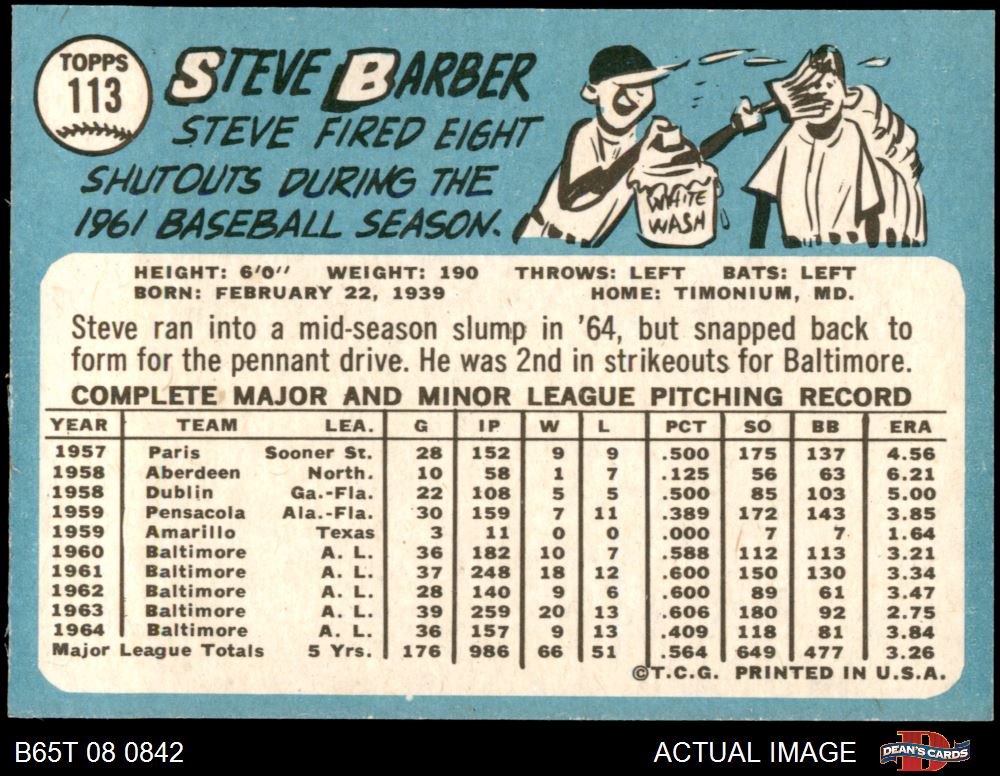 TOPPS
113
STEVE BARBER
STEVE FIRED EIGHT
SHUTOUTS DURING THE
1961 BASEBALL SEASON.
WHITE
WASH
HEIGHT: 6'0" WEIGHT: 190 THROWS: LEFT BATS: LEFT
BORN: FEBRUARY 22, 1939 HOME: TIMONIUM, MD.
Steve ran into a mid-season slump in '64, but snapped back to
form for the pennant drive. He was 2nd in strikeouts for Baltimore.
COMPLETE MAJOR AND MINOR LEAGUE PITCHING RECORD
YEAR TEAM LEA. G IP W L PCT SO BB ERA
1957 Paris Sooner St. 28 152 9 9 .500 175 137 4.56
1958 Aberdeen North. 10 58 1 7 .125 56 63 6.21
1958 Dublin Ga.-Fla. 22 108 5 5 .500 85 103 5.00
1959 Pensacola Ala.-Fla. 30 159 7 11 .389 172 143 3.85
1959 Amarillo Texas 3 11 0 0 .000 7 7 1.64
1960 Baltimore A. L. 36 182 10 7 .588 112 113 3.21
1961 Baltimore A. L. 37 248 18 12 .600 150 130 3.34
1962 Baltimore A. L. 28 140 9 6 .600 89 61 3.47
1963 Baltimore A. L. 39 259 20 13 .606 180 92 2.75
1964 Baltimore A. L. 36 157 9 13 .409 118 81 3.84
Major League Totals 5 Yrs. 176 986 66 51 .564 649 477 3.26
©T.C.G. PRINTED IN U.S.A.
B65T 08 0842 ACTUAL IMAGE DEAN'S CARDS